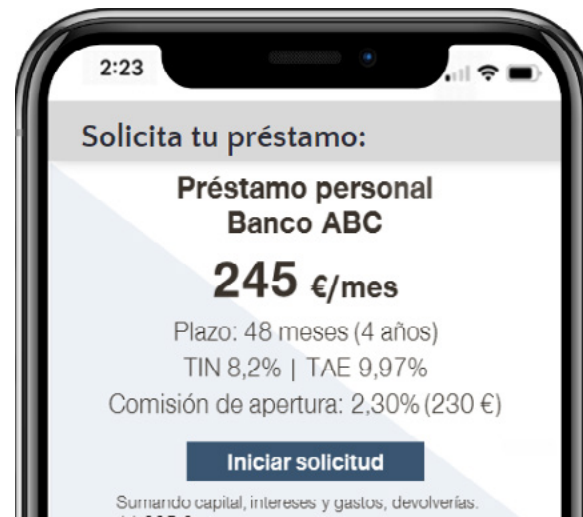 2:23
Solicita tu préstamo:
Préstamo personal
Banco ABC
245 €/mes
Plazo: 48 meses (4 años)
TIN 8,2% | TAE 9,97%
Comisión de apertura: 2,30% (230 €)
Iniciar solicitud
Sumando capital, intereses y gastos, devolverías: